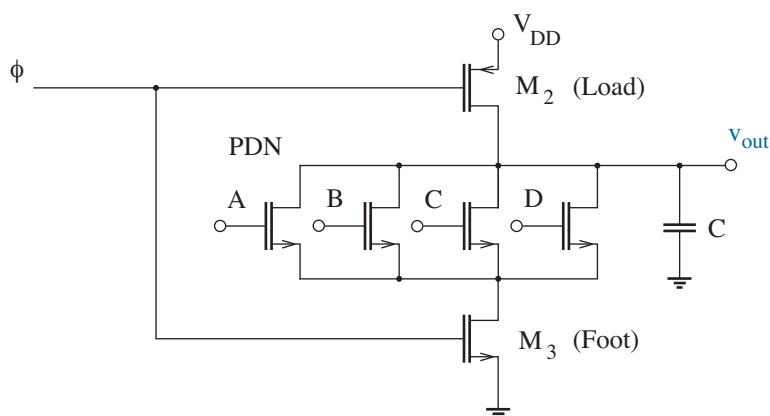 V_DD
ϕ
M_2 (Load)
PDN
v_out
A
B
C
D
C
M_3 (Foot)